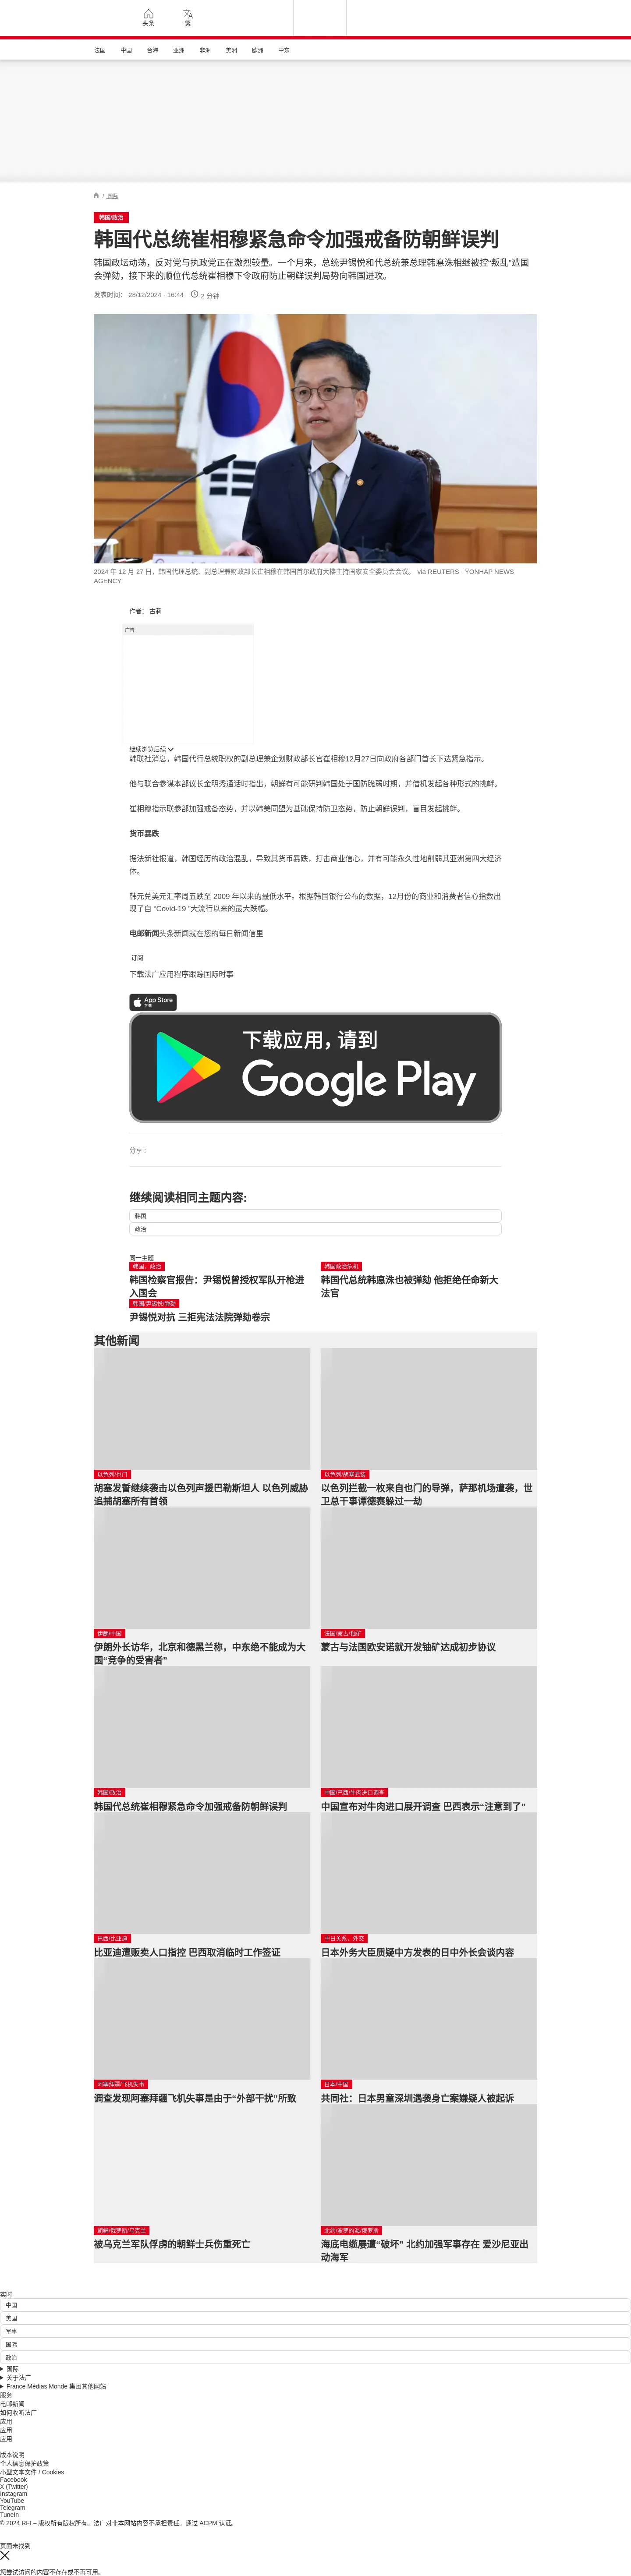 头条
繁
法国
中国
台海
亚洲
非洲
美洲
欧洲
中东
/ 国际
韩国/政治
韩国代总统崔相穆紧急命令加强戒备防朝鲜误判
韩国政坛动荡，反对党与执政党正在激烈较量。一个月来，总统尹锡悦和代总统兼总理韩悳洙相继被控“叛乱”遭国
会弹劾，接下来的顺位代总统崔相穆下令政府防止朝鲜误判局势向韩国进攻。
发表时间： 28/12/2024 - 16:44
2 分钟
2024 年 12 月 27 日，韩国代理总统、副总理兼财政部长崔相穆在韩国首尔政府大楼主持国家安全委员会会议。 via REUTERS - YONHAP NEWS
AGENCY
作者： 古莉
广告
继续浏览后续
韩联社消息，韩国代行总统职权的副总理兼企划财政部长官崔相穆12月27日向政府各部门首长下达紧急指示。
他与联合参谋本部议长金明秀通话时指出，朝鲜有可能研判韩国处于国防脆弱时期，并借机发起各种形式的挑衅。
崔相穆指示联参部加强戒备态势，并以韩美同盟为基础保持防卫态势，防止朝鲜误判，盲目发起挑衅。
货币暴跌
据法新社报道，韩国经历的政治混乱，导致其货币暴跌，打击商业信心，并有可能永久性地削弱其亚洲第四大经济
体。
韩元兑美元汇率周五跌至 2009 年以来的最低水平。根据韩国银行公布的数据，12月份的商业和消费者信心指数出
现了自 “Covid-19 ”大流行以来的最大跌幅。
电邮新闻头条新闻就在您的每日新闻信里
订阅
下载法广应用程序跟踪国际时事
App Store
下载
下载应用，请到
Google Play
分享 :
继续阅读相同主题内容:
韩国
政治
同一主题
韩国，政治
韩国检察官报告：尹锡悦曾授权军队开枪进
入国会
韩国政治危机
韩国代总统韩悳洙也被弹劾 他拒绝任命新大
法官
韩国/尹锡悦/弹劾
尹锡悦对抗 三拒宪法法院弹劾卷宗
其他新闻
以色列/也门
胡塞发誓继续袭击以色列声援巴勒斯坦人 以色列威胁
追捕胡塞所有首领
以色列/胡塞武装
以色列拦截一枚来自也门的导弹，萨那机场遭袭，世
卫总干事谭德赛躲过一劫
伊朗/中国
伊朗外长访华，北京和德黑兰称，中东绝不能成为大
国“竞争的受害者”
法国/蒙古/铀矿
蒙古与法国欧安诺就开发铀矿达成初步协议
韩国/政治
韩国代总统崔相穆紧急命令加强戒备防朝鲜误判
中国/巴西/牛肉进口调查
中国宣布对牛肉进口展开调查 巴西表示“注意到了”
巴西/比亚迪
比亚迪遭贩卖人口指控 巴西取消临时工作签证
中日关系，外交
日本外务大臣质疑中方发表的日中外长会谈内容
阿塞拜疆/飞机失事
调查发现阿塞拜疆飞机失事是由于“外部干扰”所致
日本/中国
共同社：日本男童深圳遇袭身亡案嫌疑人被起诉
朝鲜/俄罗斯/乌克兰
被乌克兰军队俘虏的朝鲜士兵伤重死亡
北约/波罗的海/俄罗斯
海底电缆屡遭“破坏” 北约加强军事存在 爱沙尼亚出
动海军
实时
中国
美国
军事
国际
政治
国际
关于法广
France Médias Monde 集团其他网站
服务
电邮新闻
如何收听法广
应用
应用
应用
版本说明
个人信息保护政策
小型文本文件 / Cookies
Facebook
X (Twitter)
Instagram
YouTube
Telegram
TuneIn
© 2024 RFI – 版权所有版权所有。法广对非本网站内容不承担责任。通过 ACPM 认证。
页面未找到
您尝试访问的内容不存在或不再可用。